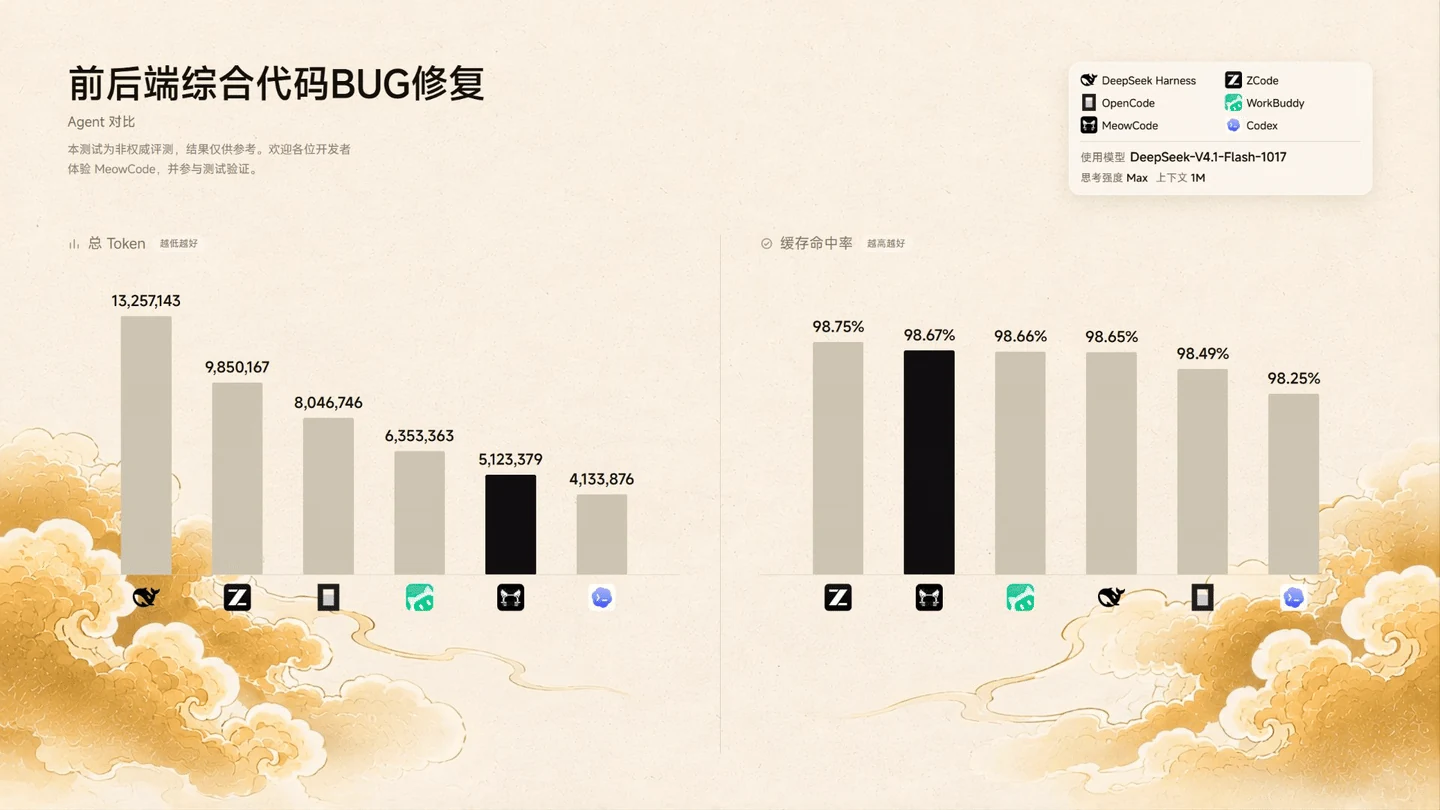 前后端综合代码BUG修复
Agent 对比
本测试为非权威评测，结果仅供参考。欢迎各位开发者
体验 MeowCode，并参与测试验证。
DeepSeek Harness
ZCode
OpenCode
WorkBuddy
MeowCode
Codex
使用模型 DeepSeek-V4.1-Flash-1017
思考强度 Max 上下文 1M
总 Token 越低越好
13,257,143
9,850,167
8,046,746
6,353,363
5,123,379
4,133,876
缓存命中率 越高越好
98.75%
98.67%
98.66%
98.65%
98.49%
98.25%